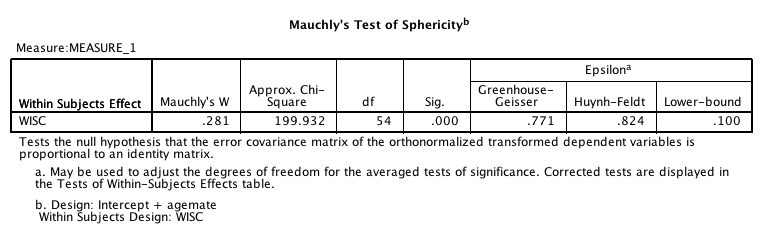 Mauchly's Test of Sphericityb
Measure:MEASURE_1
Within Subjects Effect Mauchly's W Approx. Chi-Square df Sig. Epsilona
Greenhouse-Geisser Huynh-Feldt Lower-bound
WISC .281 199.932 54 .000 .771 .824 .100
Tests the null hypothesis that the error covariance matrix of the orthonormalized transformed dependent variables is
proportional to an identity matrix.
a. May be used to adjust the degrees of freedom for the averaged tests of significance. Corrected tests are displayed in
the Tests of Within-Subjects Effects table.
b. Design: Intercept + agemate
Within Subjects Design: WISC